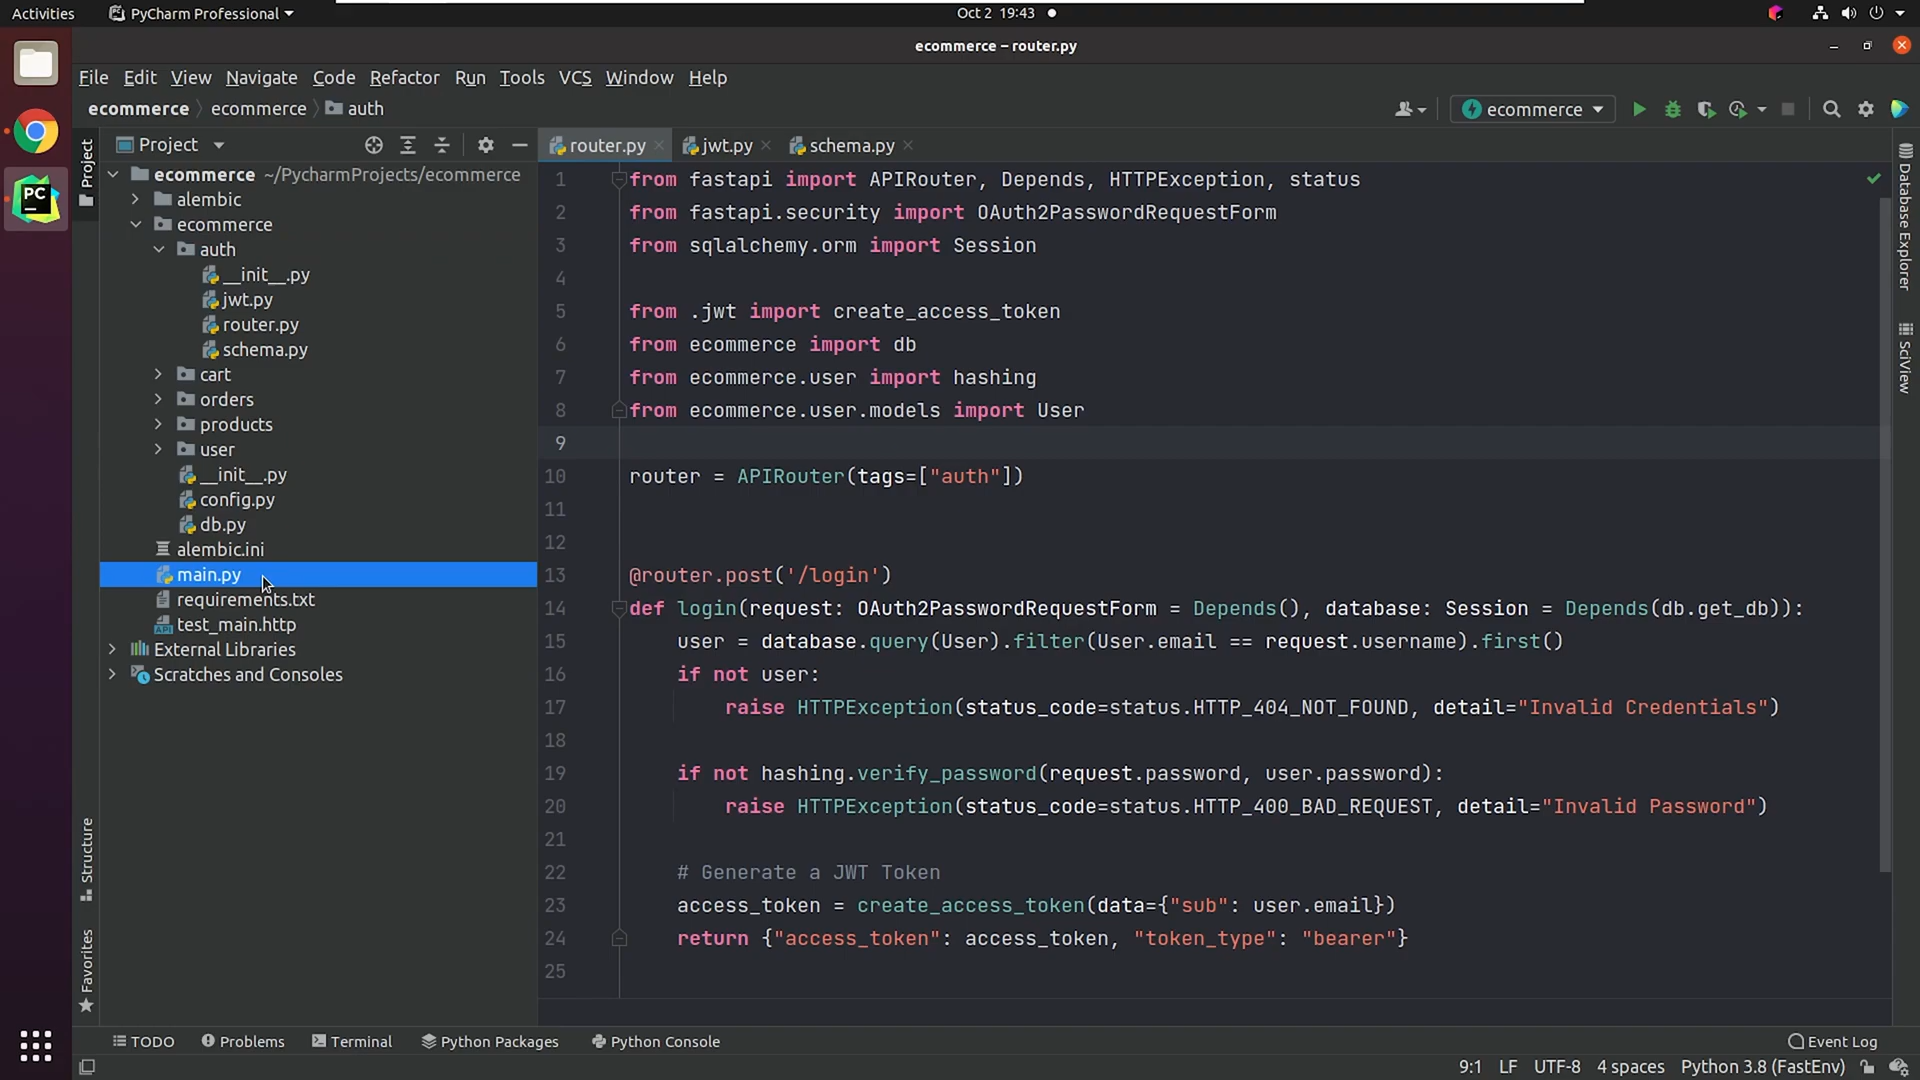 Activities
PyCharm Professional
Oct 2 19:43
ecommerce – router.py
File Edit View Navigate Code Refactor Run Tools VCS Window Help
ecommerce ecommerce auth
ecommerce
Project
router.py
jwt.py
schema.py
Project
ecommerce ~/PycharmProjects/ecommerce
alembic
ecommerce
auth
__init__.py
jwt.py
router.py
schema.py
cart
orders
products
user
__init__.py
config.py
db.py
alembic.ini
main.py
requirements.txt
test_main.http
External Libraries
Scratches and Consoles
PC
API
1 from fastapi import APIRouter, Depends, HTTPException, status
2 from fastapi.security import OAuth2PasswordRequestForm
3 from sqlalchemy.orm import Session
4
5 from .jwt import create_access_token
6 from ecommerce import db
7 from ecommerce.user import hashing
8 from ecommerce.user.models import User
9
10 router = APIRouter(tags=["auth"])
11
12
13 @router.post('/login')
14 def login(request: OAuth2PasswordRequestForm = Depends(), database: Session = Depends(db.get_db)):
15 user = database.query(User).filter(User.email == request.username).first()
16 if not user:
17 raise HTTPException(status_code=status.HTTP_404_NOT_FOUND, detail="Invalid Credentials")
18
19 if not hashing.verify_password(request.password, user.password):
20 raise HTTPException(status_code=status.HTTP_400_BAD_REQUEST, detail="Invalid Password")
21
22 # Generate a JWT Token
23 access_token = create_access_token(data={"sub": user.email})
24 return {"access_token": access_token, "token_type": "bearer"}
25
Database Explorer
SciView
Structure
Favorites
TODO
Problems
Terminal
Python Packages
Python Console
Event Log
9:1 LF UTF-8 4 spaces Python 3.8 (FastEnv)